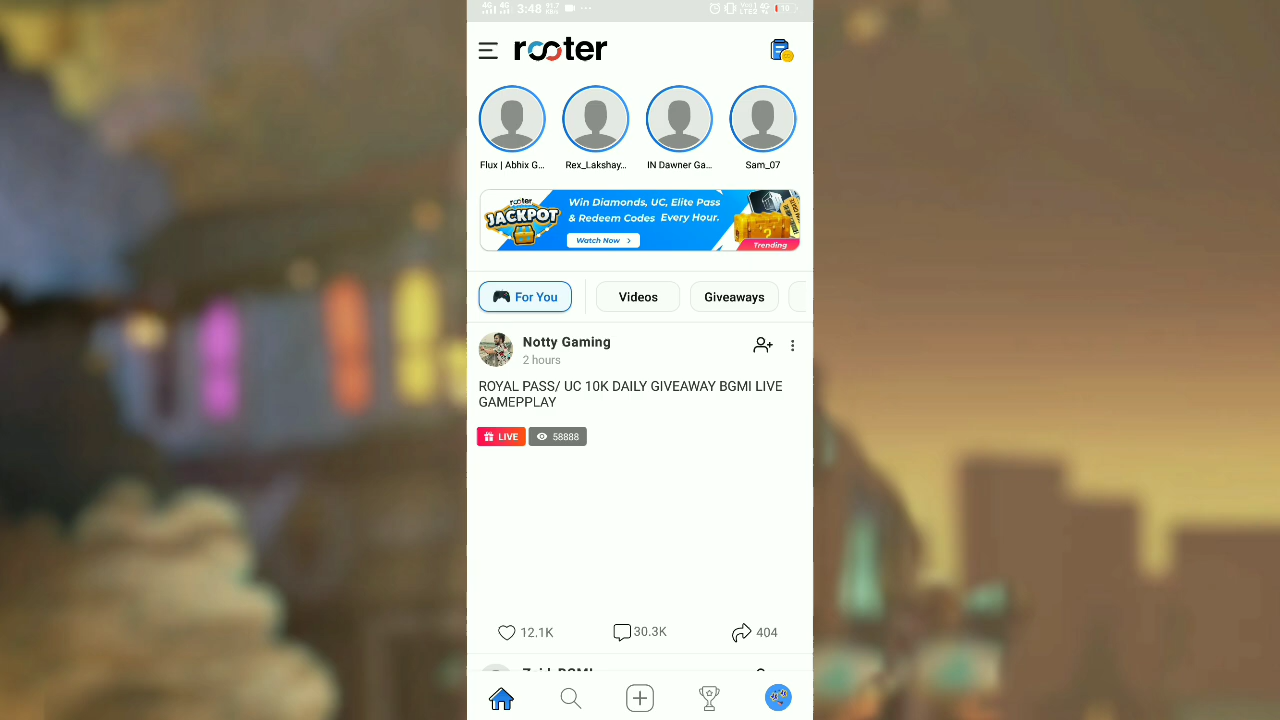 3:48
rooter
Flux | Abhix G...
Rex_Lakshay...
IN Dawner Ga...
Sam_07
rooter
JACKPOT
Win Diamonds, UC, Elite Pass
& Redeem Codes Every Hour.
Watch Now >
Trending
For You
Videos
Giveaways
Notty Gaming
2 hours
ROYAL PASS/ UC 10K DAILY GIVEAWAY BGMI LIVE
GAMEPPLAY
LIVE
58888
12.1K
30.3K
404